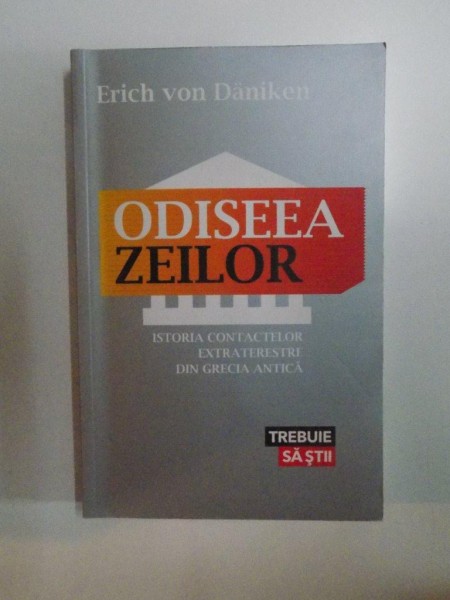 Erich von Däniken
ODISEEA
ZEILOR
ISTORIA CONTACTELOR
EXTRATERESTRE
DIN GRECIA ANTICĂ
TREBUIE
SĂ ȘTII